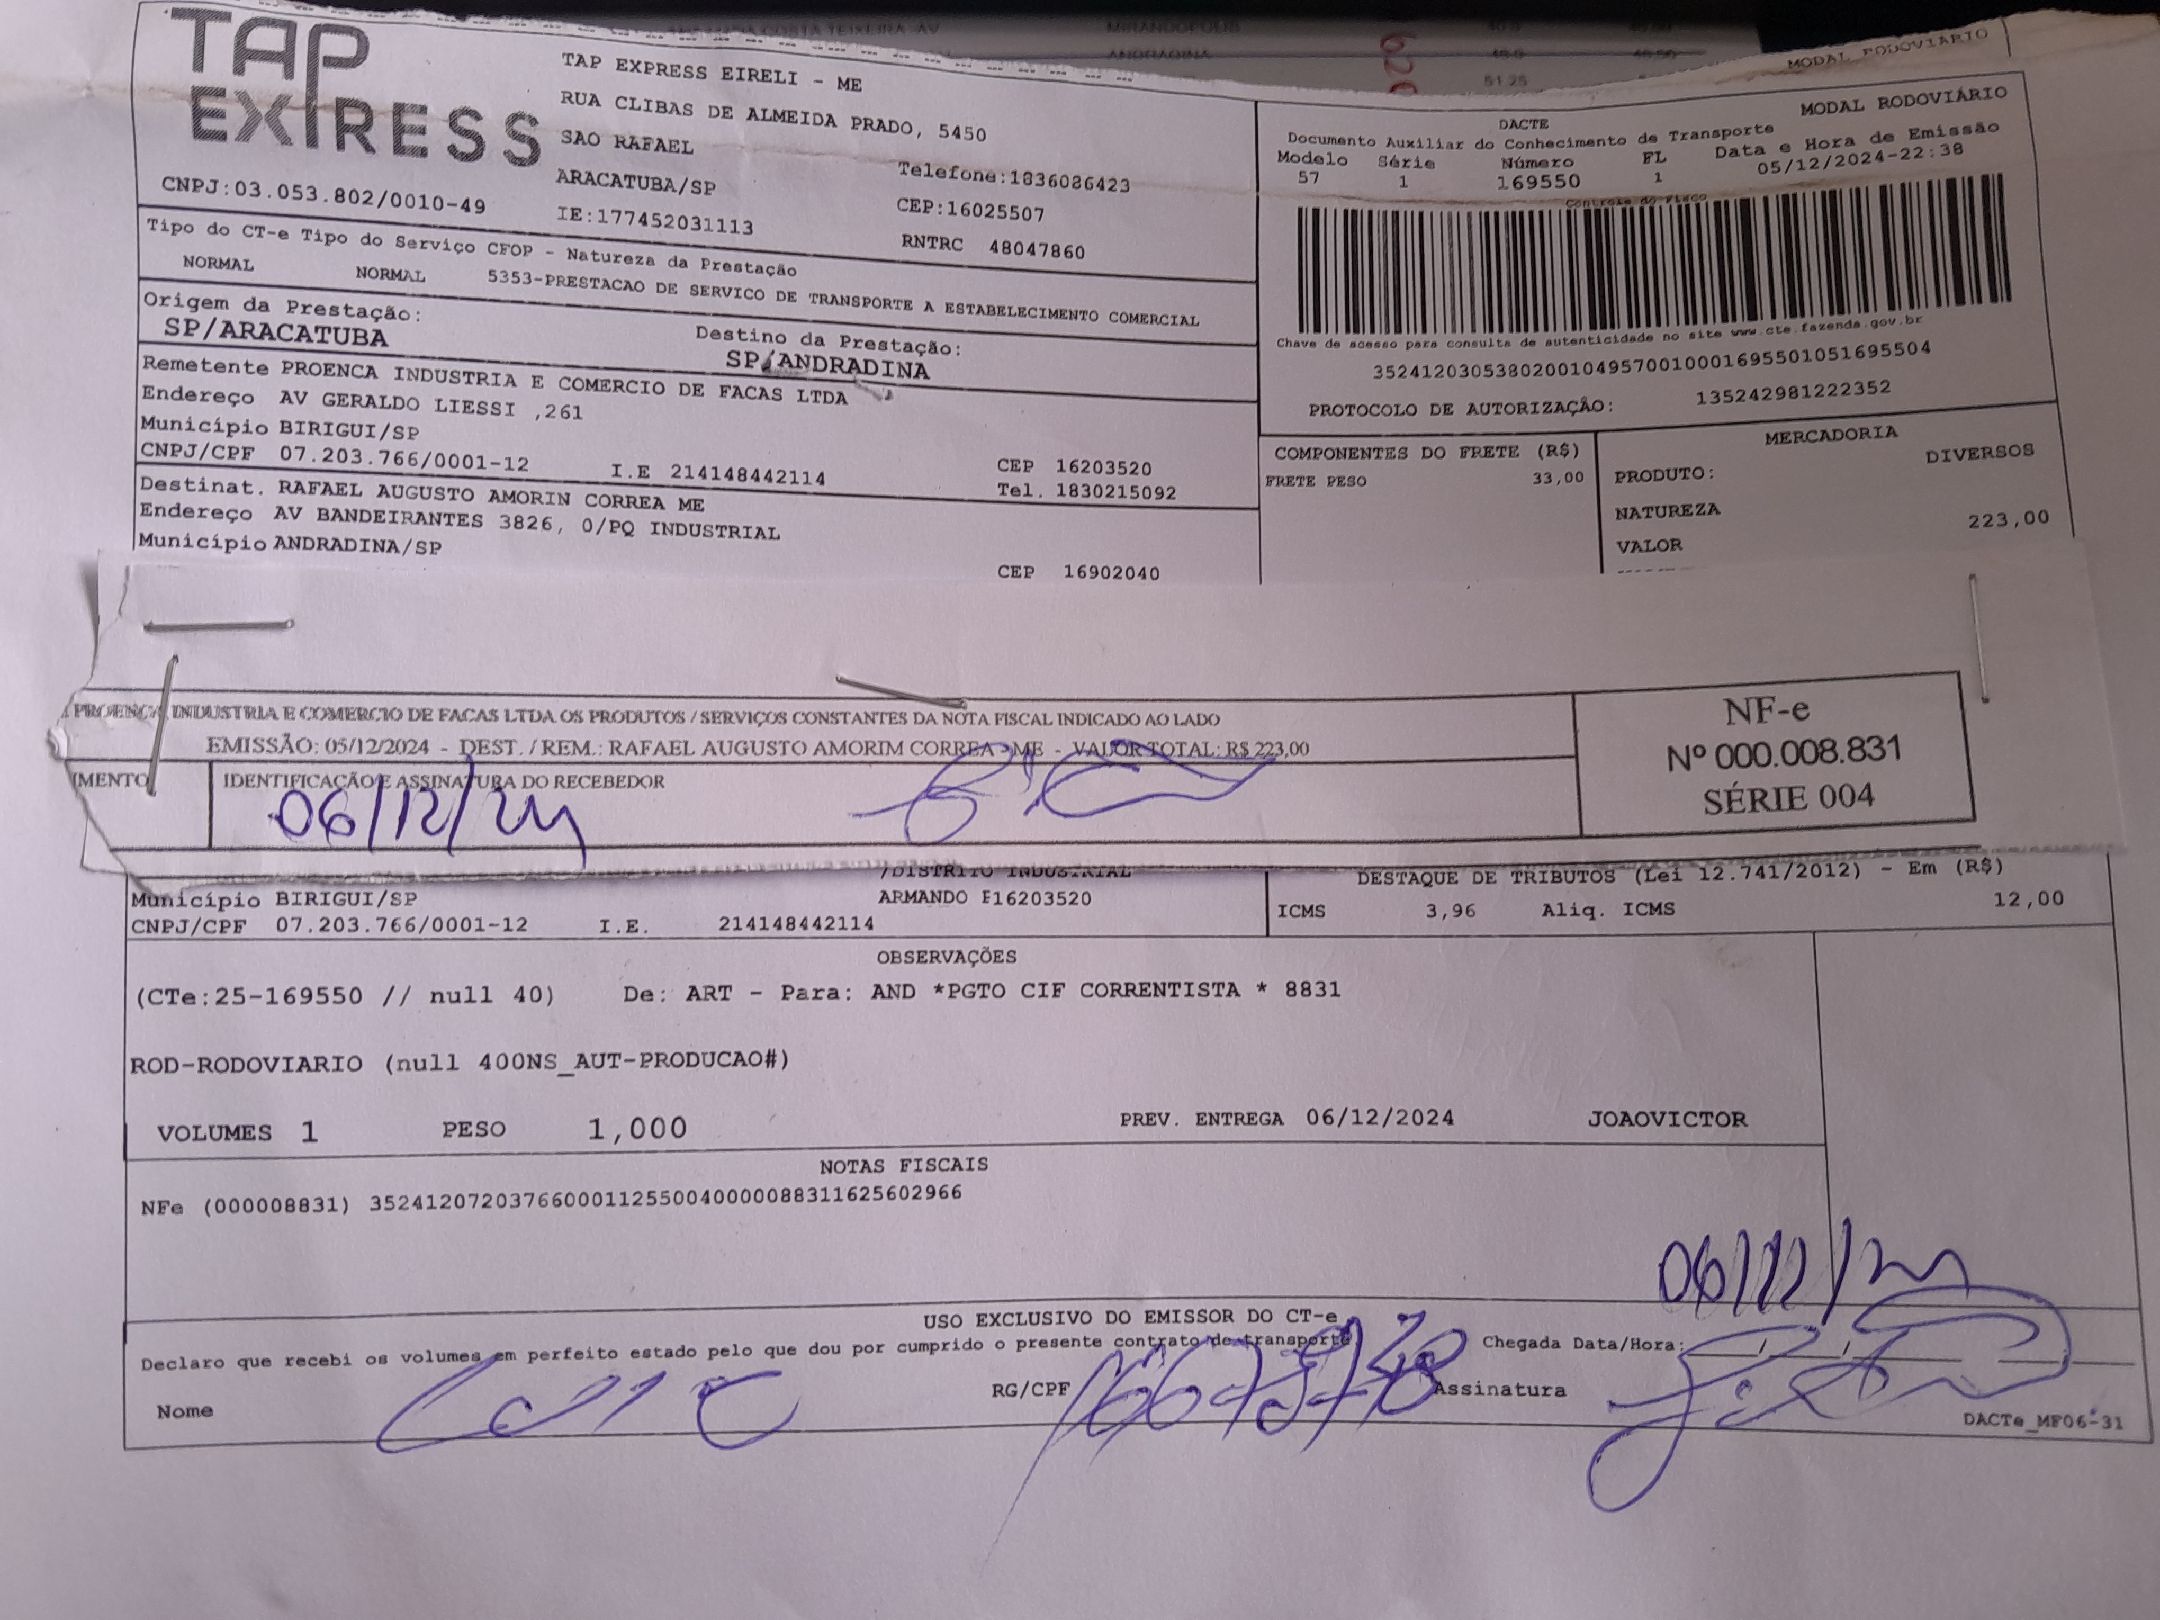 TAP
EXPRESS
TAP EXPRESS EIRELI - ME
RUA CLIBAS DE ALMEIDA PRADO, 5450
SAO RAFAEL
Telefone:1836086423
ARACATUBA/SP
CEP:16025507
CNPJ:03.053.802/0010-49
IE:177452031113
RNTRC 48047860
MODAL RODOVIARIO
MODAL RODOVIÁRIO
DACTE
Documento Auxiliar do Conhecimento de Transporte
Modelo Série Número FL Data e Hora de Emissão
57 1 169550 1 05/12/2024-22:38
Controle do Fisco
Chave de acesso para consulta de autenticidade no site www.cte.fazenda.gov.br
35241203053802001049570010001695501051695504
PROTOCOLO DE AUTORIZAÇÃO: 135242981222352
Tipo do CT-e Tipo do Serviço CFOP - Natureza da Prestação
NORMAL NORMAL 5353-PRESTACAO DE SERVICO DE TRANSPORTE A ESTABELECIMENTO COMERCIAL
Origem da Prestação: Destino da Prestação:
SP/ARACATUBA SP/ANDRADINA
Remetente PROENCA INDUSTRIA E COMERCIO DE FACAS LTDA
Endereço AV GERALDO LIESSI ,261
Município BIRIGUI/SP CEP 16203520
CNPJ/CPF 07.203.766/0001-12 I.E 214148442114 Tel. 1830215092
Destinat. RAFAEL AUGUSTO AMORIN CORREA ME
Endereço AV BANDEIRANTES 3826, 0/PQ INDUSTRIAL
Município ANDRADINA/SP CEP 16902040
COMPONENTES DO FRETE (R$)
FRETE PESO 33,00
MERCADORIA
PRODUTO: DIVERSOS
NATUREZA
VALOR 223,00
PROENÇA INDUSTRIA E COMERCIO DE FACAS LTDA OS PRODUTOS / SERVIÇOS CONSTANTES DA NOTA FISCAL INDICADO AO LADO
EMISSÃO: 05/12/2024 - DEST. / REM.: RAFAEL AUGUSTO AMORIM CORREA - ME - VALOR TOTAL: R$ 223,00
IMENTO IDENTIFICAÇÃO E ASSINATURA DO RECEBEDOR
06/12/24
NF-e
Nº 000.008.831
SÉRIE 004
/DISTRITO INDUSTRIAL
Município BIRIGUI/SP ARMANDO F16203520
CNPJ/CPF 07.203.766/0001-12 I.E. 214148442114
DESTAQUE DE TRIBUTOS (Lei 12.741/2012) - Em (R$)
ICMS 3,96 Aliq. ICMS 12,00
OBSERVAÇÕES
(CTe:25-169550 // null 40) De: ART - Para: AND *PGTO CIF CORRENTISTA * 8831
ROD-RODOVIARIO (null 400NS_AUT-PRODUCAO#)
VOLUMES 1 PESO 1,000 PREV. ENTREGA 06/12/2024 JOAOVICTOR
NOTAS FISCAIS
NFe (000008831) 35241207203766000112550040000088311625602966
06/12/24
USO EXCLUSIVO DO EMISSOR DO CT-e
Declaro que recebi os volumes em perfeito estado pelo que dou por cumprido o presente contrato de transporte
Chegada Data/Hora: / /
Nome RG/CPF Assinatura
DACTe_MF06-31